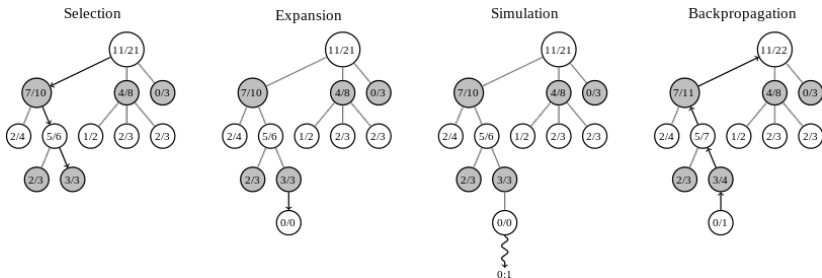 Selection
11/21
7/10 4/8 0/3
2/4 5/6 1/2 2/3 2/3
2/3 3/3
Expansion
11/21
7/10 4/8 0/3
2/4 5/6 1/2 2/3 2/3
2/3 3/3
0/0
Simulation
11/21
7/10 4/8 0/3
2/4 5/6 1/2 2/3 2/3
2/3 3/3
0/0
0:1
Backpropagation
11/22
7/11 4/8 0/3
2/4 5/7 1/2 2/3 2/3
2/3 3/4
0/1